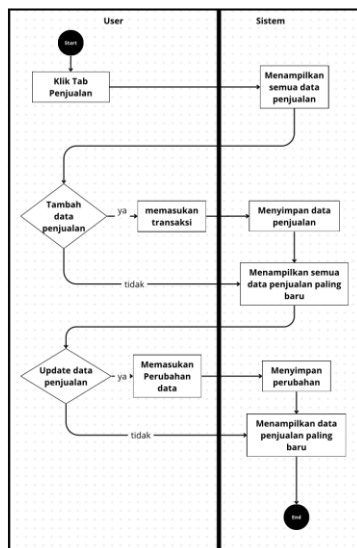 User
Sistem
Start
Klik Tab
Penjualan
Menampilkan
semua data
penjualan
Tambah
data
penjualan
ya
memasukan
transaksi
Menyimpan data
penjualan
tidak
Menampilkan semua
data penjualan paling
baru
Update data
penjualan
ya
Memasukan
Perubahan
data
Menyimpan
perubahan
tidak
Menampilkan data
penjualan paling
baru
End